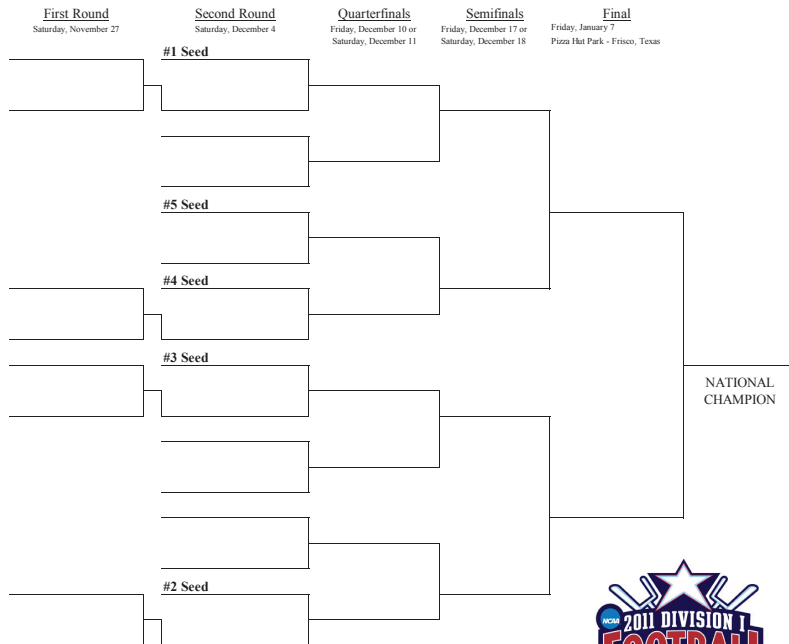 First Round
Saturday, November 27
Second Round
Saturday, December 4
Quarterfinals
Friday, December 10 or
Saturday, December 11
Semifinals
Friday, December 17 or
Saturday, December 18
Final
Friday, January 7
Pizza Hut Park - Frisco, Texas
#1 Seed
#5 Seed
#4 Seed
#3 Seed
NATIONAL
CHAMPION
#2 Seed
NCAA
2011 DIVISION I
FOOTBALL